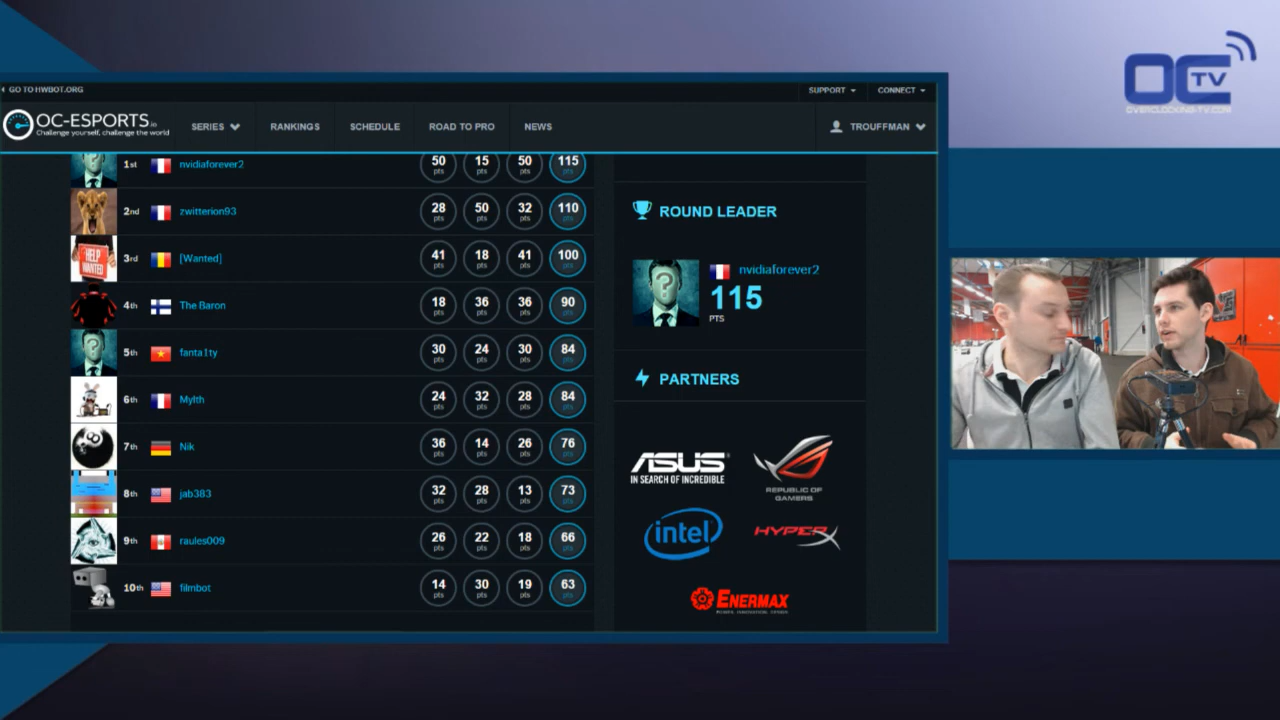 OC TV
OVERCLOCKING-TV.COM
GO TO HWBOT.ORG
SUPPORT
CONNECT
OC-ESPORTS.io
Challenge yourself, challenge the world
SERIES
RANKINGS
SCHEDULE
ROAD TO PRO
NEWS
TROUFFMAN
1st nvidiaforever2 50 pts 15 pts 50 pts 115 pts
2nd zwitterion93 28 pts 50 pts 32 pts 110 pts
3rd [Wanted] 41 pts 18 pts 41 pts 100 pts
HELP WANTED
4th The Baron 18 pts 36 pts 36 pts 90 pts
5th fanta1ty 30 pts 24 pts 30 pts 84 pts
6th Mylth 24 pts 32 pts 28 pts 84 pts
7th Nik 36 pts 14 pts 26 pts 76 pts
8th jab383 32 pts 28 pts 13 pts 73 pts
9th raules009 26 pts 22 pts 18 pts 66 pts
10th filmbot 14 pts 30 pts 19 pts 63 pts
ROUND LEADER
nvidiaforever2
115
PTS
PARTNERS
ASUS
IN SEARCH OF INCREDIBLE
REPUBLIC OF
GAMERS
intel
HYPERX
ENERMAX